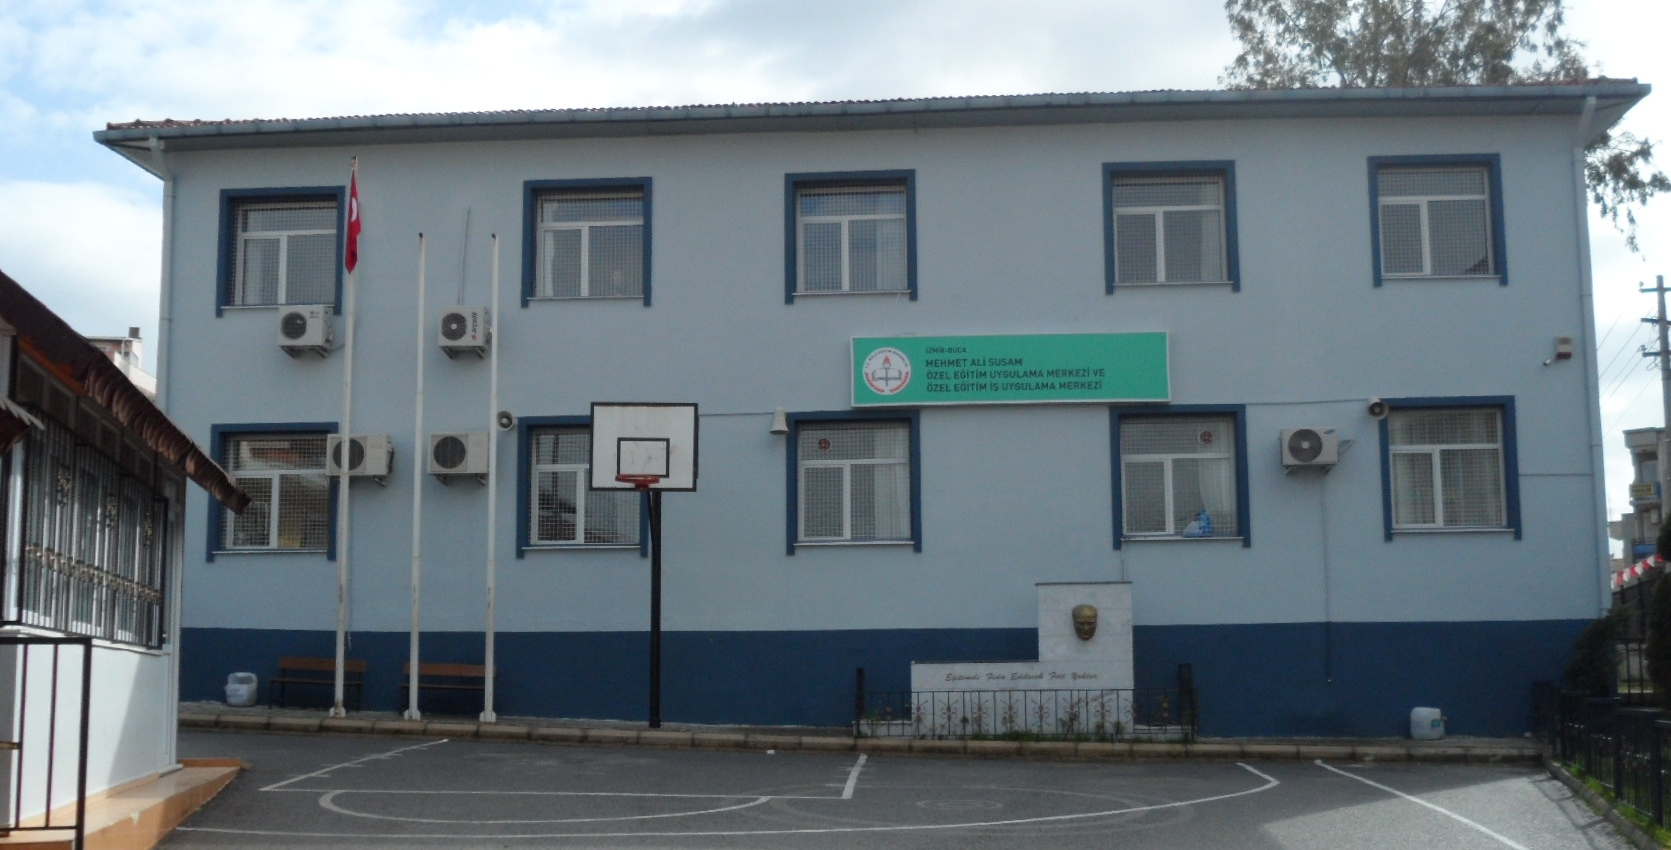 İZMİR-BUCA
MEHMET ALİ SUSAM
ÖZEL EĞİTİM UYGULAMA MERKEZİ VE
ÖZEL EĞİTİM İŞ UYGULAMA MERKEZİ
Eğitimde Feda Edilecek Fert Yoktur